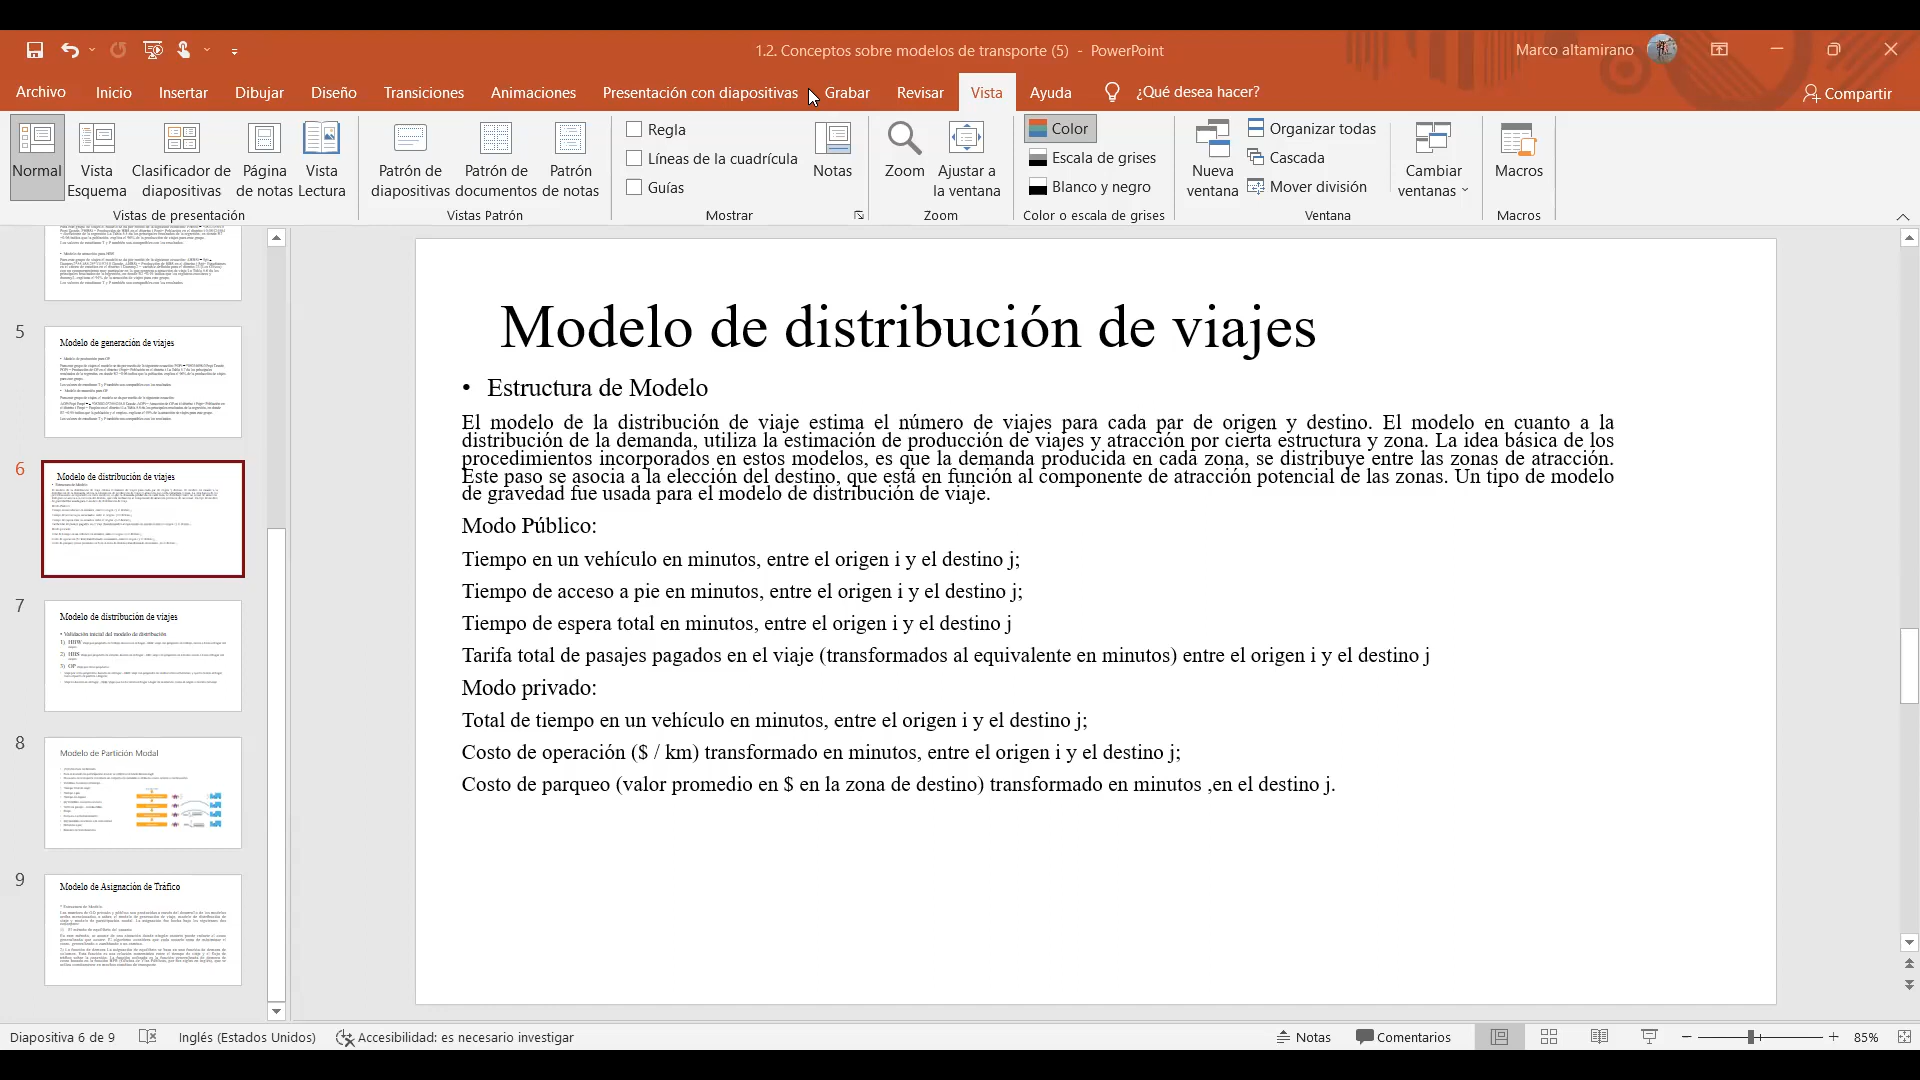 1.2. Conceptos sobre modelos de transporte (5) - PowerPoint
Marco altamirano
Archivo Inicio Insertar Dibujar Diseño Transiciones Animaciones Presentación con diapositivas Grabar Revisar Vista Ayuda ¿Qué desea hacer? Compartir
Normal
Vista Esquema
Clasificador de diapositivas
Página de notas
Vista Lectura
Vistas de presentación
Patrón de diapositivas
Patrón de documentos
Patrón de notas
Vistas Patrón
Regla
Líneas de la cuadrícula
Guías
Notas
Mostrar
Zoom
Ajustar a la ventana
Zoom
Color
Escala de grises
Blanco y negro
Color o escala de grises
Nueva ventana
Organizar todas
Cascada
Mover división
Cambiar ventanas
Ventana
Macros
Macros
5
Modelo de generación de viajes
6
Modelo de distribución de viajes
7
Modelo de distribución de viajes
• Validación inicial del modelo de distribución
8
Modelo de Partición Modal
9
Modelo de Asignación de Tráfico
Modelo de distribución de viajes
• Estructura de Modelo
El modelo de la distribución de viaje estima el número de viajes para cada par de origen y destino. El modelo en cuanto a la
distribución de la demanda, utiliza la estimación de producción de viajes y atracción por cierta estructura y zona. La idea básica de los
procedimientos incorporados en estos modelos, es que la demanda producida en cada zona, se distribuye entre las zonas de atracción.
Este paso se asocia a la elección del destino, que está en función al componente de atracción potencial de las zonas. Un tipo de modelo
de gravedad fue usada para el modelo de distribución de viaje.
Modo Público:
Tiempo en un vehículo en minutos, entre el origen i y el destino j;
Tiempo de acceso a pie en minutos, entre el origen i y el destino j;
Tiempo de espera total en minutos, entre el origen i y el destino j
Tarifa total de pasajes pagados en el viaje (transformados al equivalente en minutos) entre el origen i y el destino j
Modo privado:
Total de tiempo en un vehículo en minutos, entre el origen i y el destino j;
Costo de operación ($ / km) transformado en minutos, entre el origen i y el destino j;
Costo de parqueo (valor promedio en $ en la zona de destino) transformado en minutos ,en el destino j.
Diapositiva 6 de 9 Inglés (Estados Unidos) Accesibilidad: es necesario investigar Notas Comentarios 85%